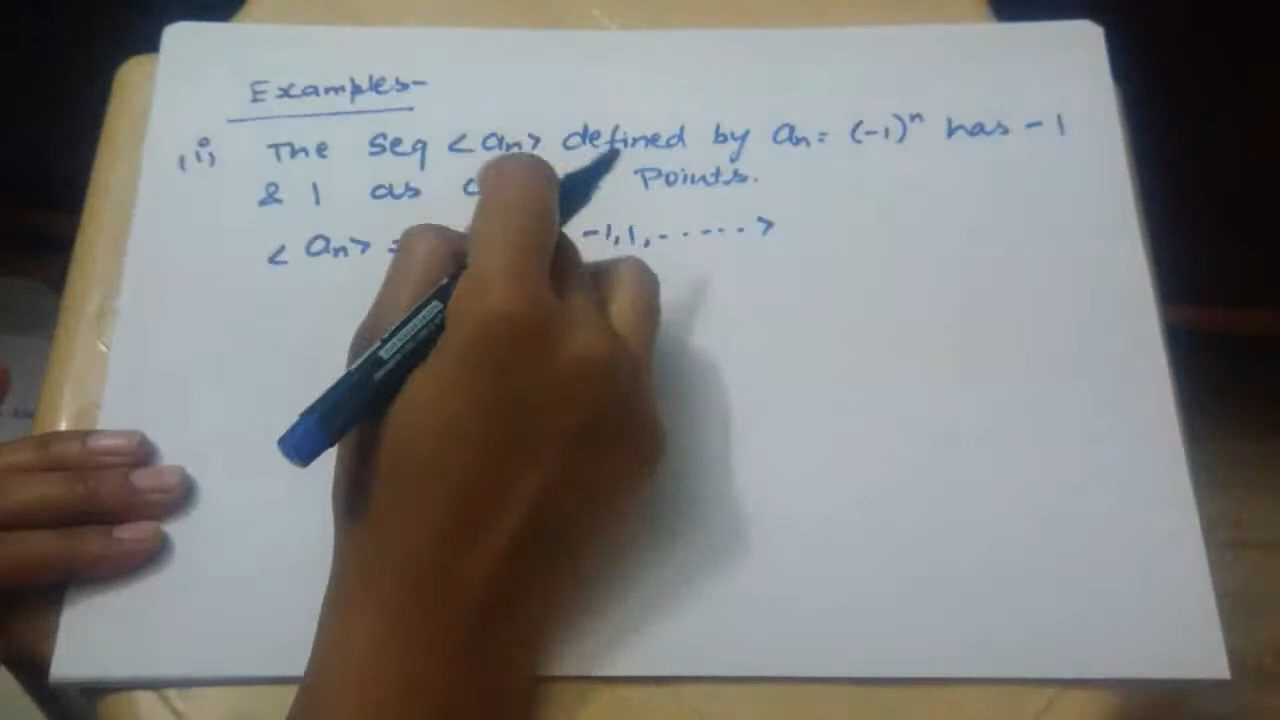 Examples-
(i) The Seq <an> defined by an = (-1)^n has -1
& 1 as Points.
<an> = -1,1,......>